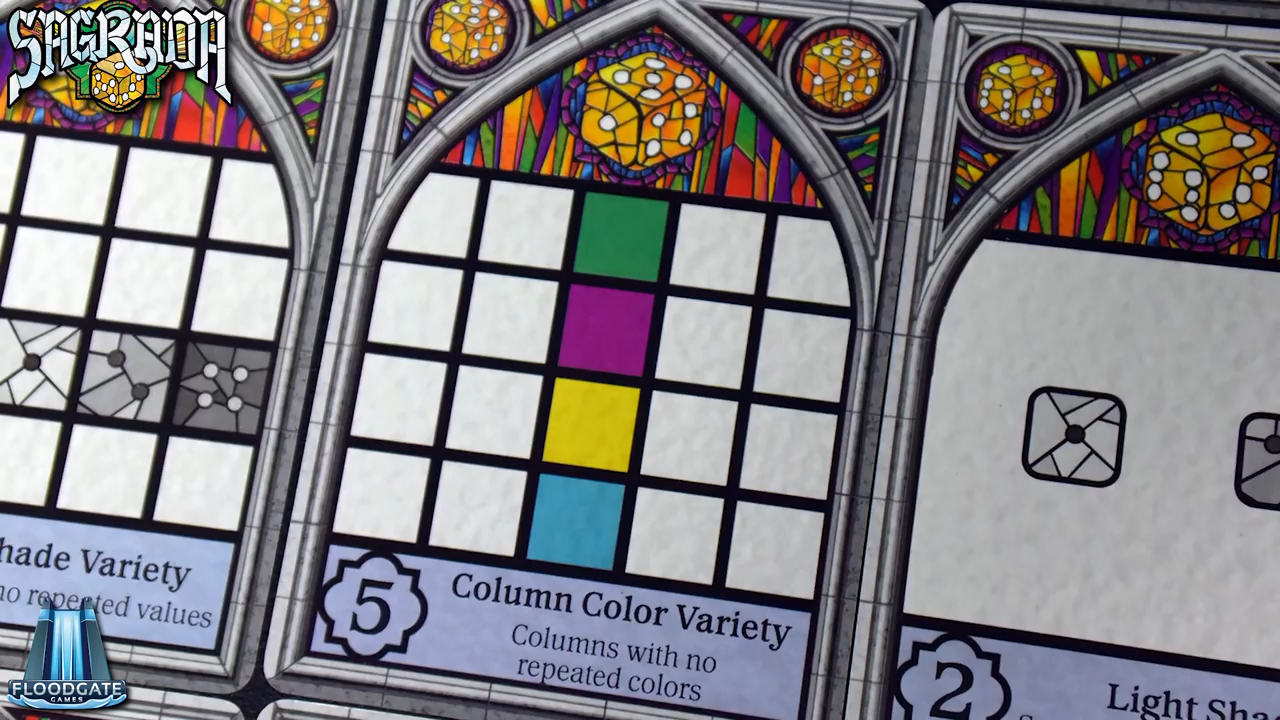 SAGRADA
hade Variety
no repeated values
5
Column Color Variety
Columns with no
repeated colors
2
Light Sha
FLOODGATE
GAMES